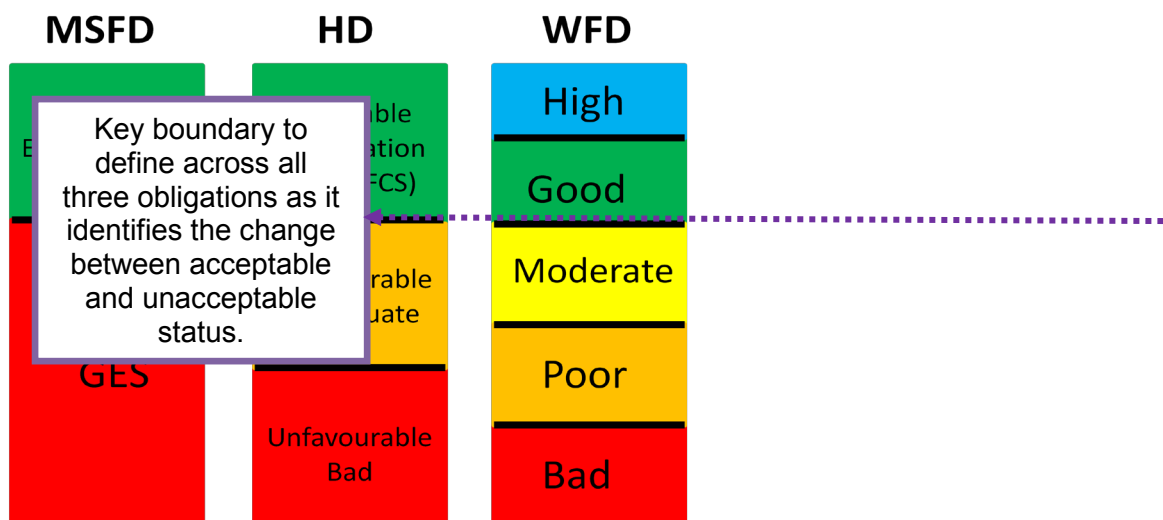 MSFD
HD
WFD
Key boundary to
define across all
three obligations as it
identifies the change
between acceptable
and unacceptable
status.
GES
FCS)
Unfavourable
Bad
High
Good
Moderate
Poor
Bad